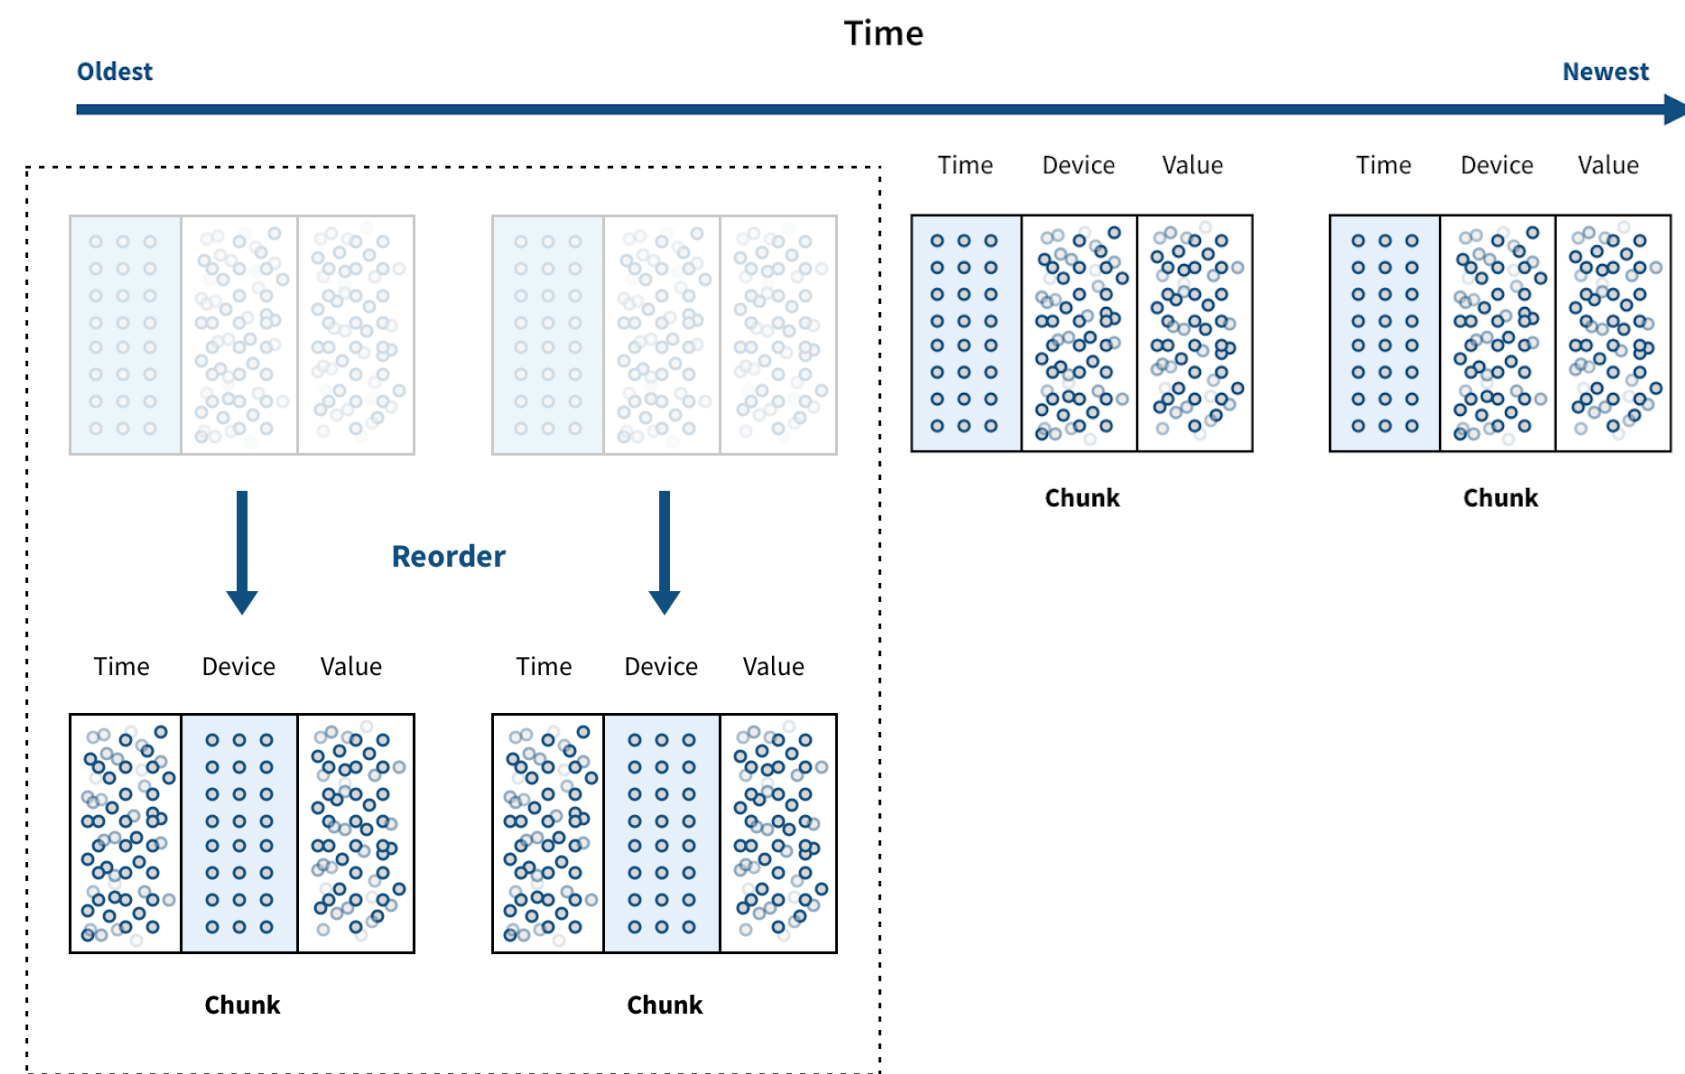 Time
Oldest
Newest
Time Device Value
Time Device Value
Chunk
Chunk
Reorder
Time Device Value
Time Device Value
Chunk
Chunk